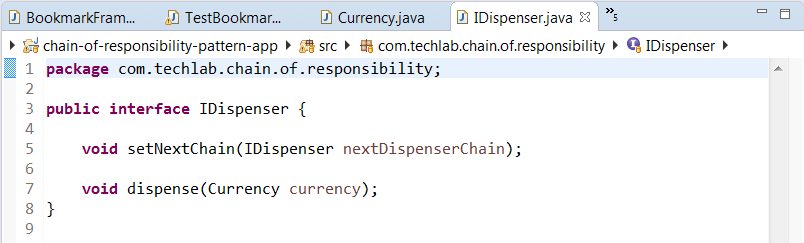 BookmarkFram... TestBookmar... Currency.java IDispenser.java »5
chain-of-responsibility-pattern-app src com.techlab.chain.of.responsibility IDispenser
1 package com.techlab.chain.of.responsibility;
2
3 public interface IDispenser {
4
5 void setNextChain(IDispenser nextDispenserChain);
6
7 void dispense(Currency currency);
8 }
9